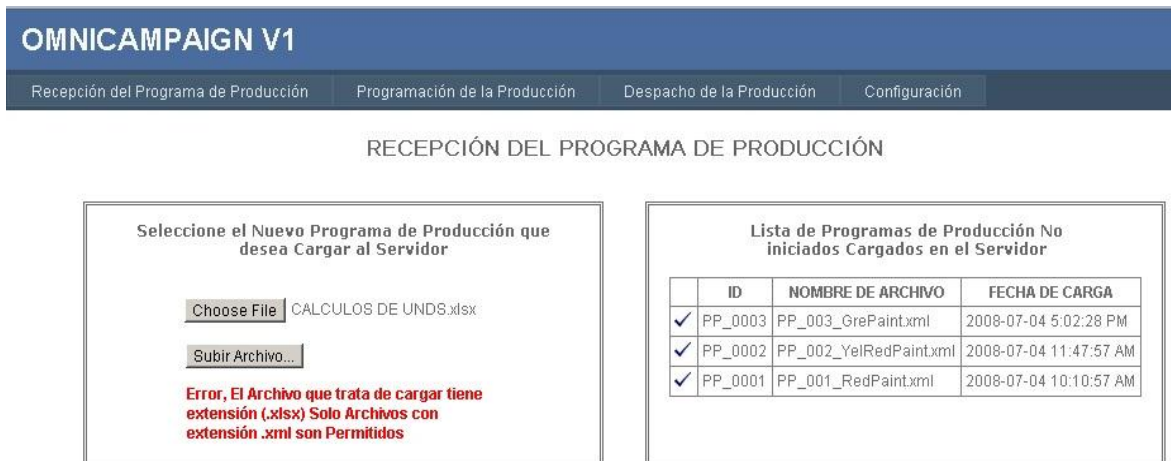 OMNICAMPAIGN V1
Recepción del Programa de Producción Programación de la Producción Despacho de la Producción Configuración
RECEPCIÓN DEL PROGRAMA DE PRODUCCIÓN
Seleccione el Nuevo Programa de Producción que
desea Cargar al Servidor
Choose File CALCULOS DE UNDS.xlsx
Subir Archivo...
Error, El Archivo que trata de cargar tiene
extensión (.xlsx) Solo Archivos con
extensión .xml son Permitidos
Lista de Programas de Producción No
iniciados Cargados en el Servidor
ID NOMBRE DE ARCHIVO FECHA DE CARGA
PP_0003 PP_003_GrePaint.xml 2008-07-04 5:02:28 PM
PP_0002 PP_002_YelRedPaint.xml 2008-07-04 11:47:57 AM
PP_0001 PP_001_RedPaint.xml 2008-07-04 10:10:57 AM